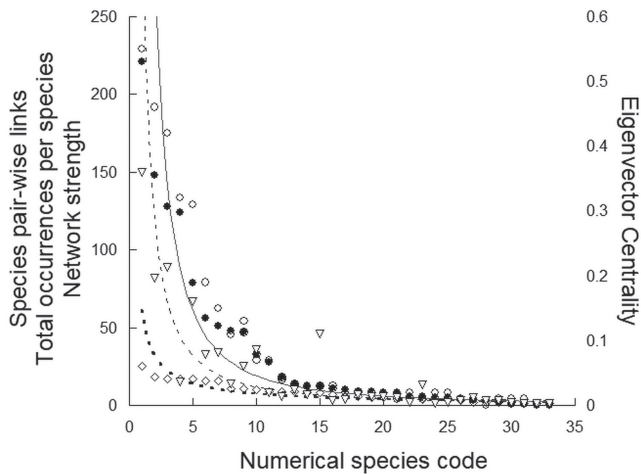 250
200
150
100
50
0
Species pair-wise links
Total occurrences per species
Network strength
0.6
0.5
0.4
0.3
0.2
0.1
0
Eigenvector Centrality
0 5 10 15 20 25 30 35
Numerical species code